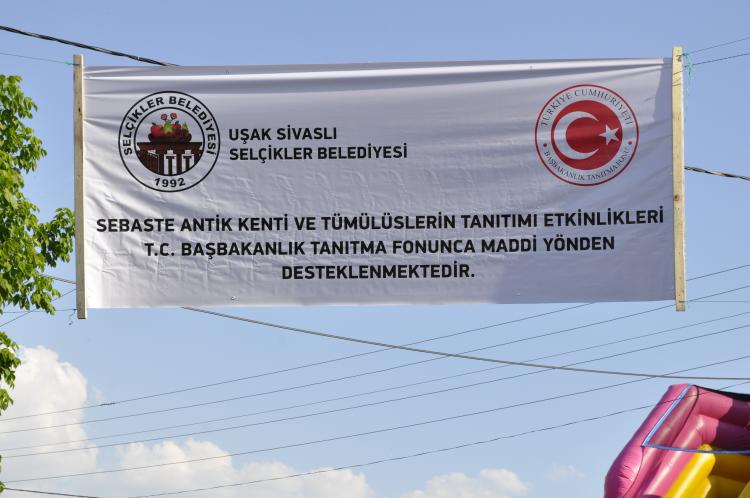 SELÇİKLER BELEDİYESİ
1992
UŞAK SİVASLI
SELÇİKLER BELEDİYESİ
TÜRKİYE CUMHURİYETİ
BAŞBAKANLIK TANITMA FONU
SEBASTE ANTİK KENTİ VE TÜMÜLÜSLERİN TANITIMI ETKİNLİKLERİ
T.C. BAŞBAKANLIK TANITMA FONUNCA MADDİ YÖNDEN
DESTEKLENMEKTEDİR.